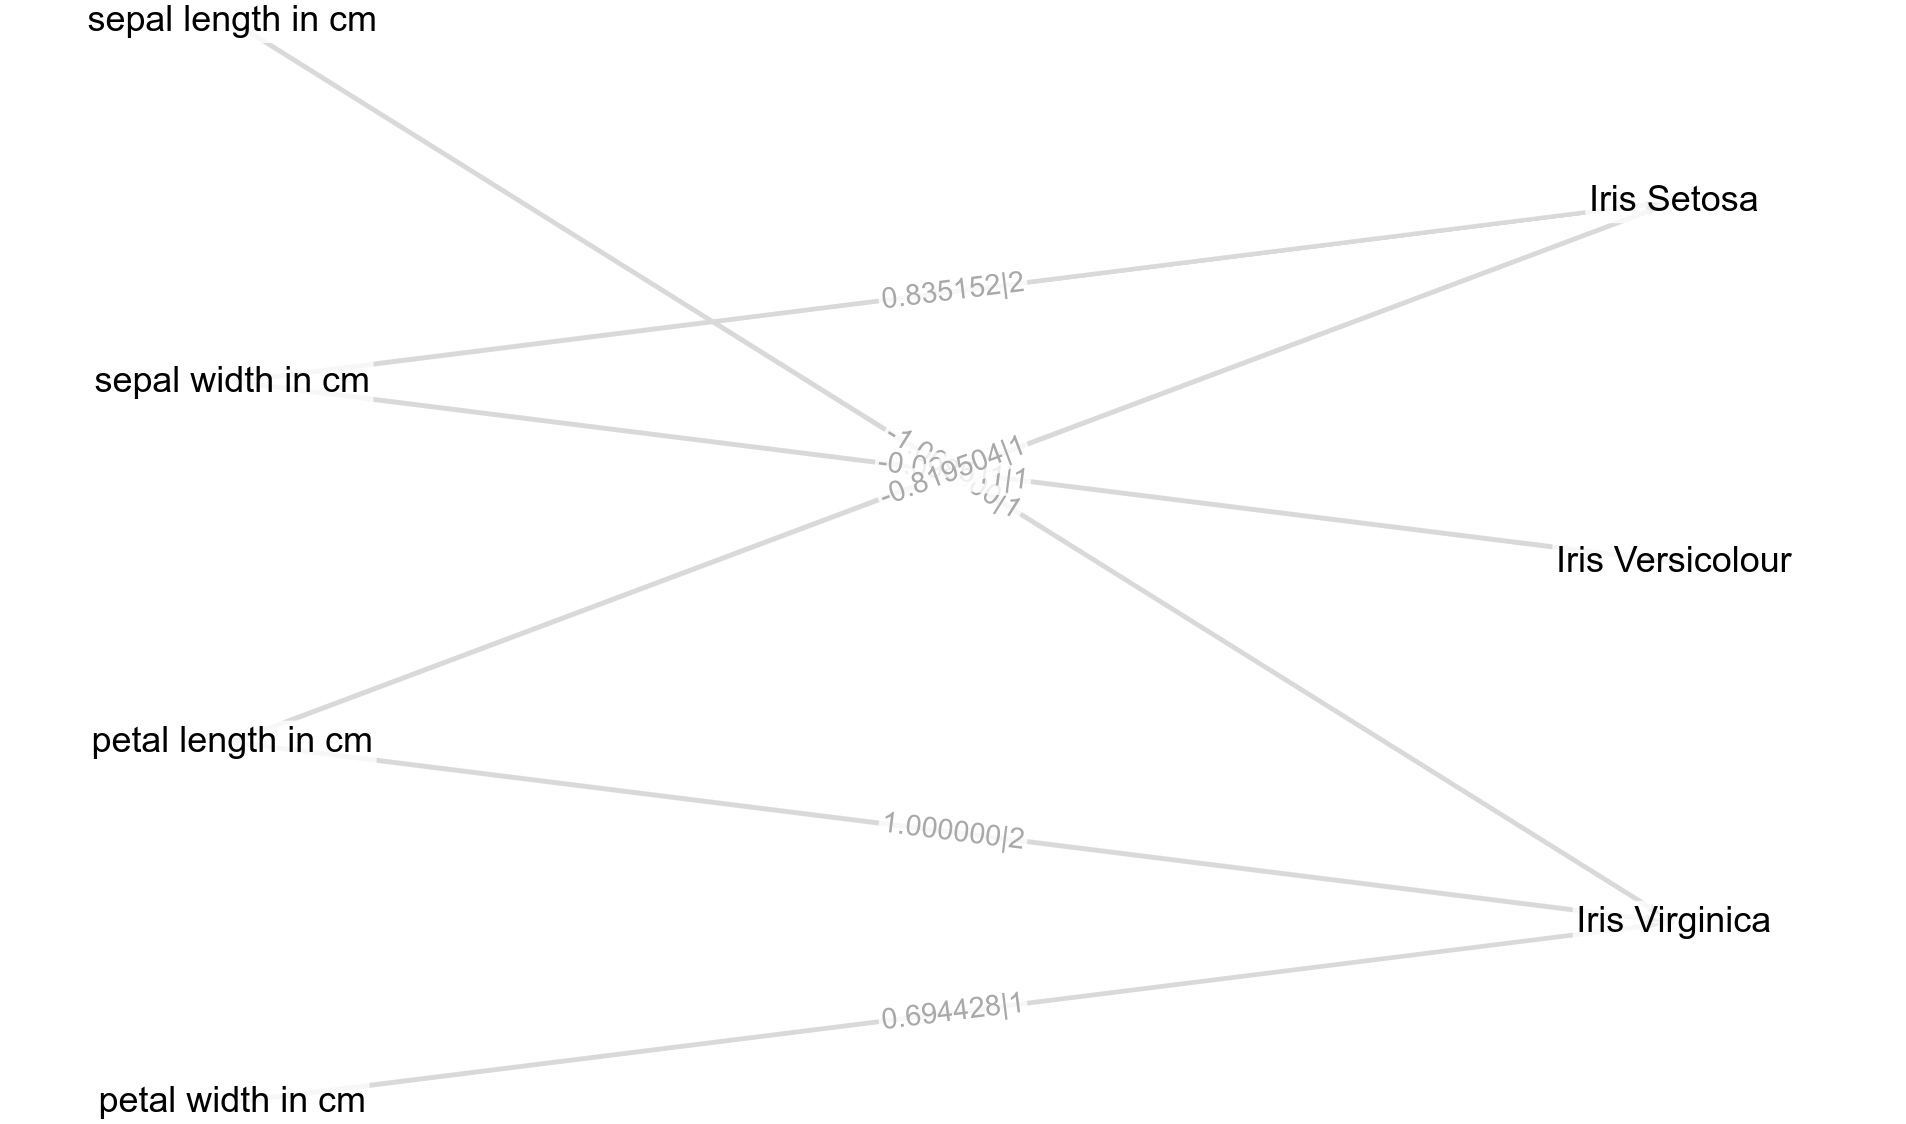 sepal length in cm
Iris Setosa
0.835152|2
sepal width in cm
-0.819504|1
Iris Versicolour
petal length in cm
1.000000|2
Iris Virginica
0.694428|1
petal width in cm